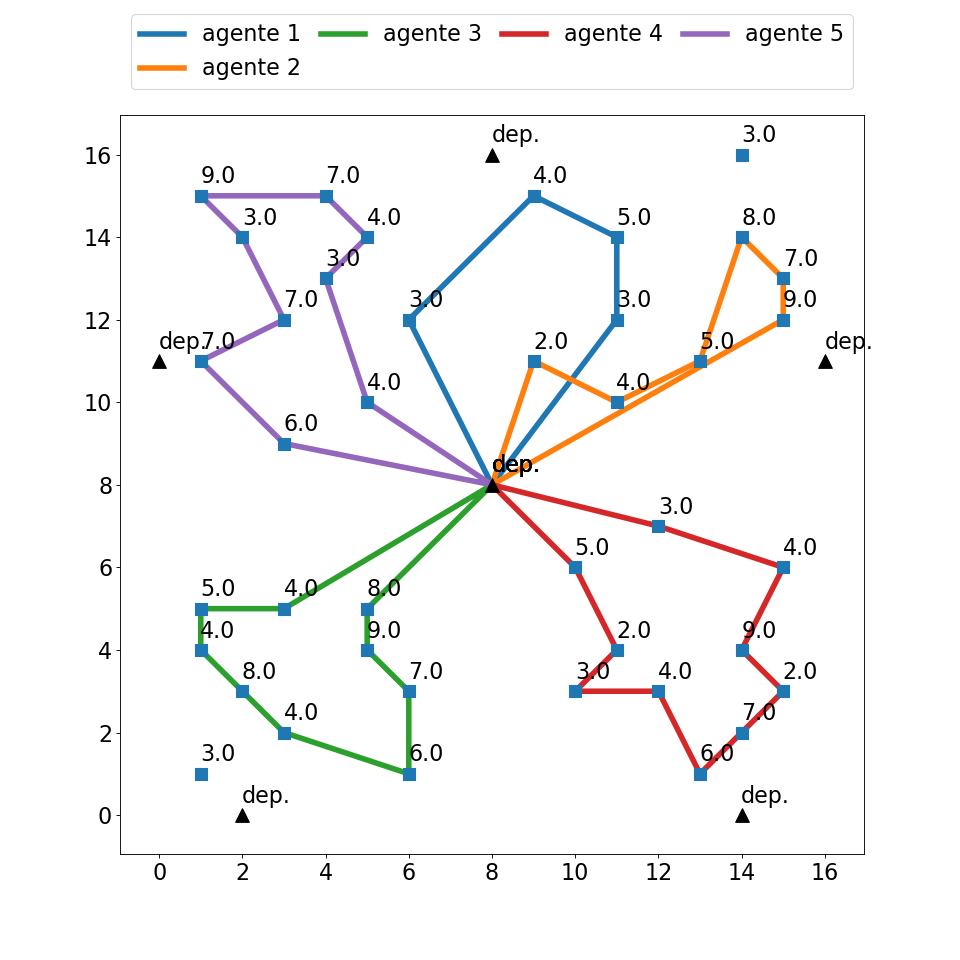 agente 1 agente 3 agente 4 agente 5
agente 2
dep. 3.0
16
9.0 7.0 4.0
3.0 4.0 5.0 8.0
14
3.0 7.0
7.0 3.0 3.0 9.0
12
dep. 7.0 2.0 5.0 dep.
4.0 4.0
10
6.0
dep.
dep.
8
3.0
5.0 4.0
6
5.0 4.0 8.0
4.0 9.0 2.0 9.0
4
8.0 7.0 3.0 4.0 2.0
4.0 7.0
2
3.0 6.0 6.0
dep. dep.
0
0 2 4 6 8 10 12 14 16